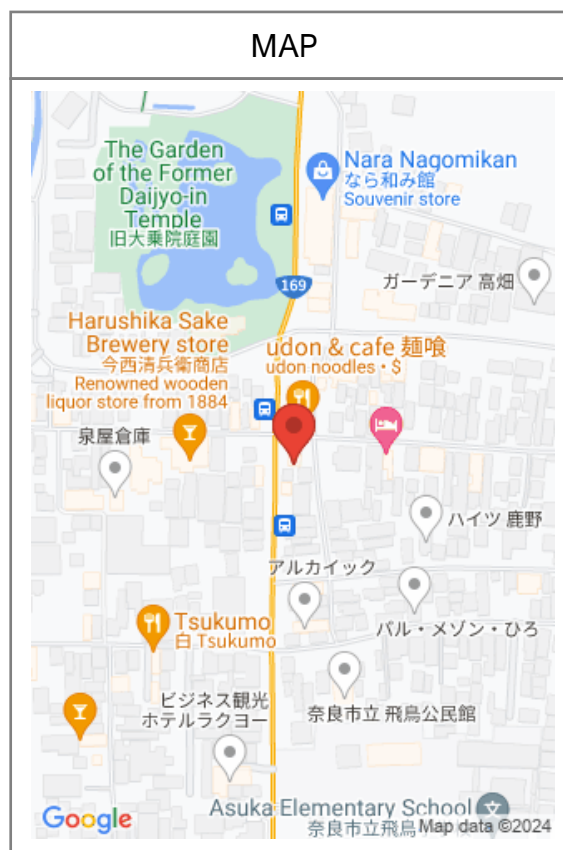 MAP
The Garden
of the Former
Daijyo-in
Temple
旧大乗院庭園
Nara Nagomikan
なら和み館
Souvenir store
169
ガーデニア 高畑
Harushika Sake
Brewery store
今西清兵衛商店
Renowned wooden
liquor store from 1884
udon & cafe 麺喰
udon noodles • $
泉屋倉庫
ハイツ 鹿野
アルカイック
パル・メゾン・ひろ
Tsukumo
白 Tsukumo
ビジネス観光
ホテルラクヨー
奈良市立 飛鳥公民館
Asuka Elementary School
奈良市立飛鳥
文
Google
Map data ©2024